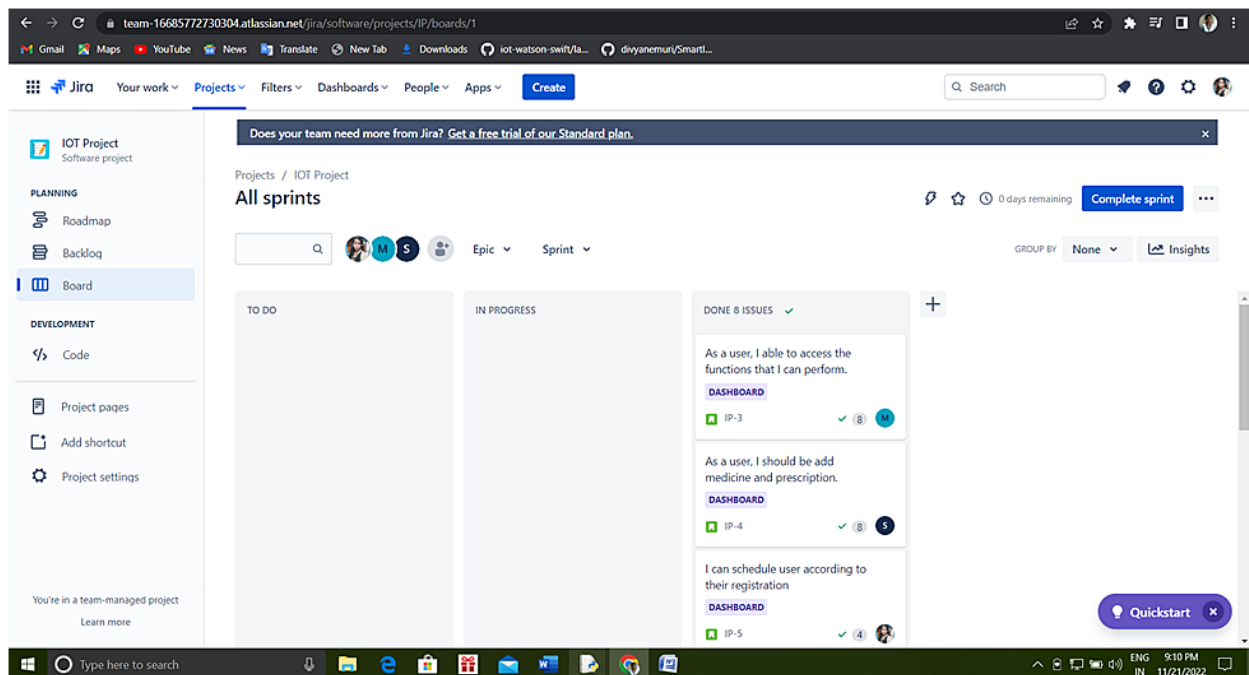 team-16685772730304.atlassian.net/jira/software/projects/IP/boards/1
Gmail Maps YouTube News Translate New Tab Downloads iot-watson-swift/la... divyanemuri/Smartl...
Jira Your work Projects Filters Dashboards People Apps Create Search
Does your team need more from Jira? Get a free trial of our Standard plan.
IOT Project
Software project
PLANNING
Roadmap
Backlog
Board
DEVELOPMENT
Code
Project pages
Add shortcut
Project settings
You're in a team-managed project
Learn more
Projects / IOT Project
All sprints
0 days remaining Complete sprint
M S Epic Sprint
GROUP BY None Insights
TO DO
IN PROGRESS
DONE 8 ISSUES
As a user, I able to access the
functions that I can perform.
DASHBOARD
IP-3 8 M
As a user, I should be add
medicine and prescription.
DASHBOARD
IP-4 8 S
I can schedule user according to
their registration
DASHBOARD
IP-5 4
Quickstart
Type here to search
ENG 9:10 PM
IN 11/21/2022